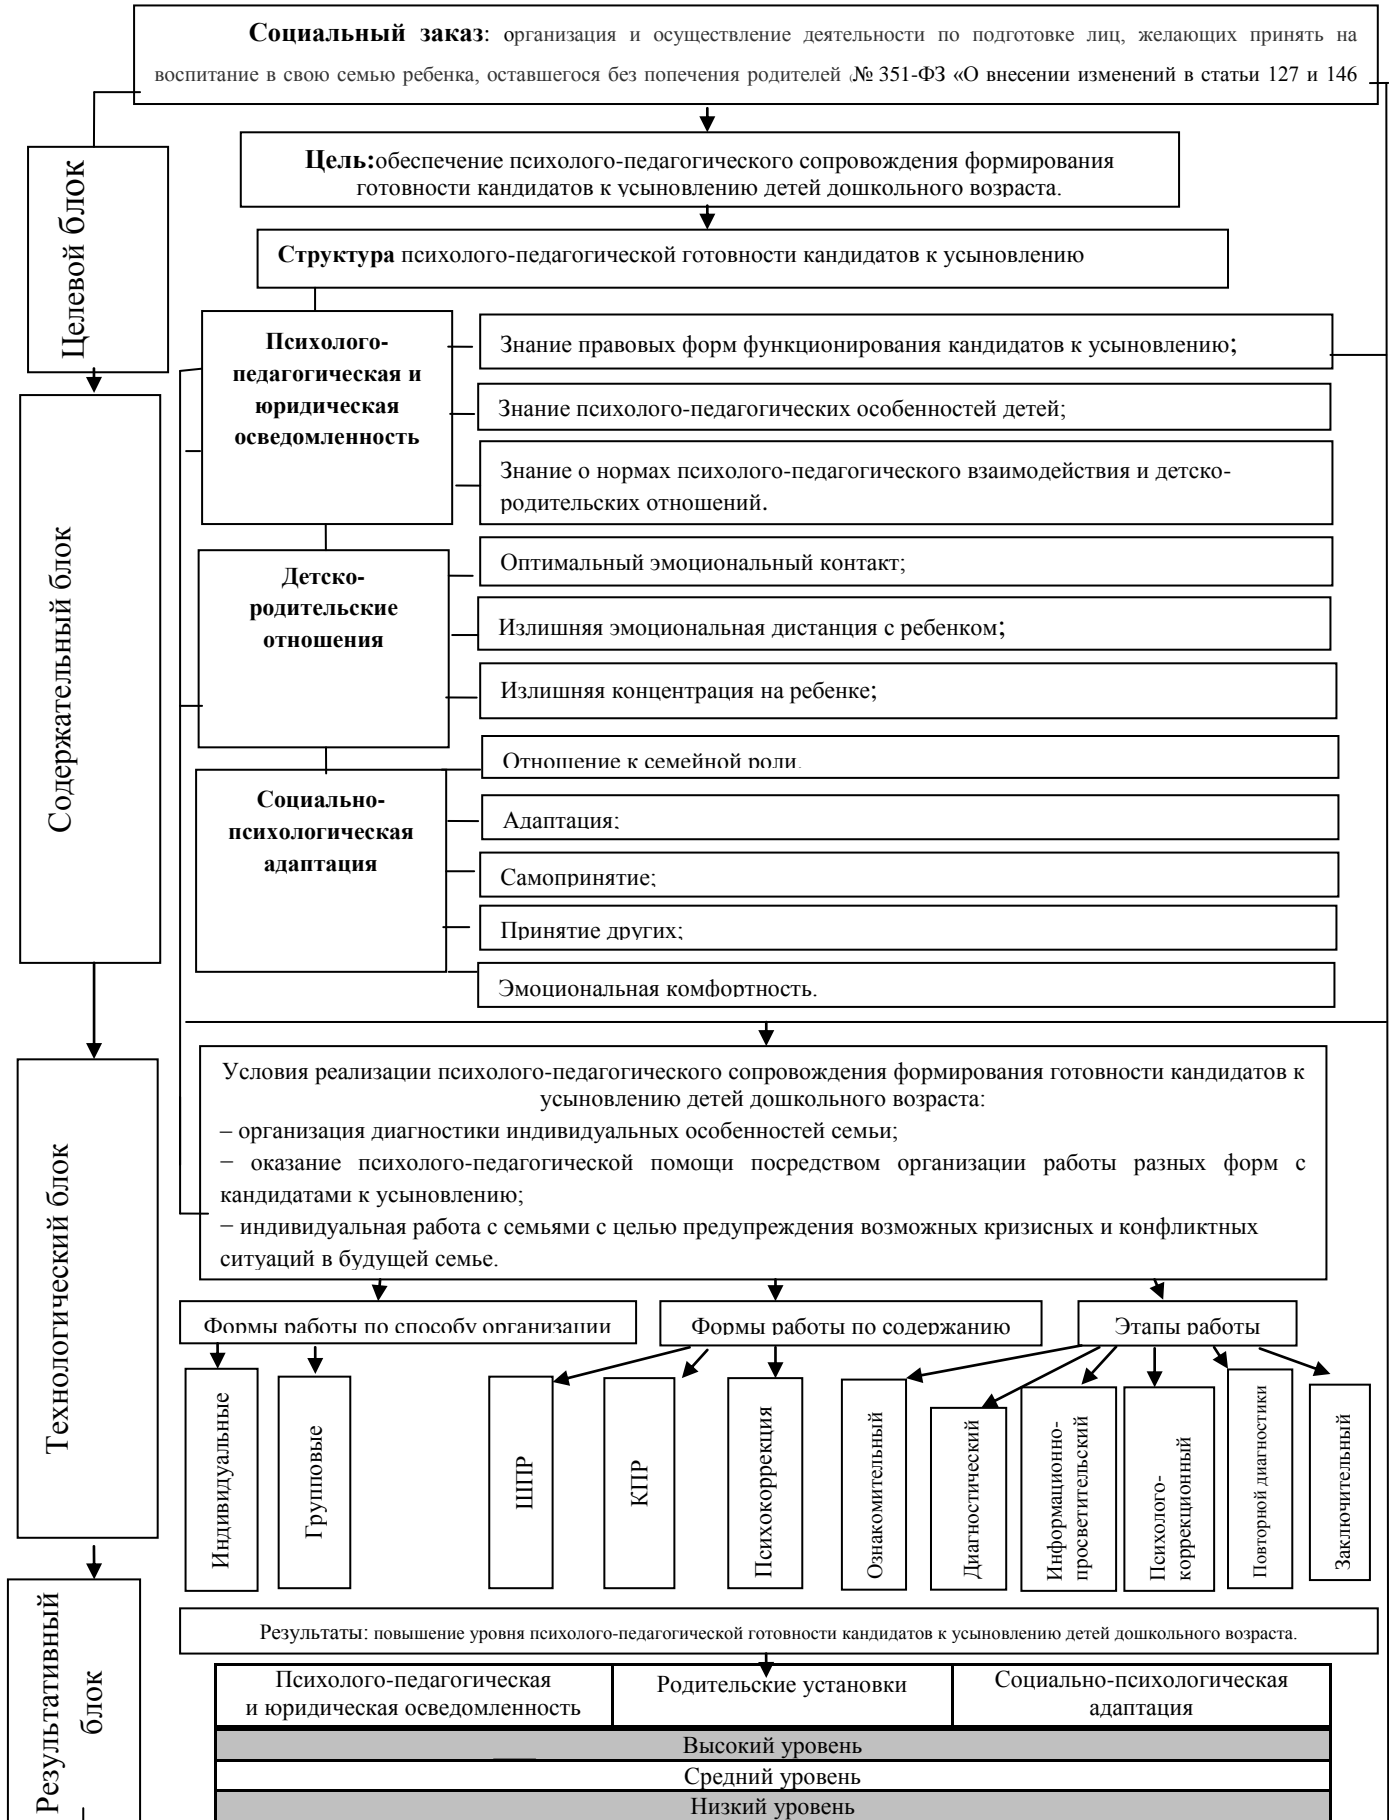 Социальный заказ: организация и осуществление деятельности по подготовке лиц, желающих принять на
воспитание в свою семью ребенка, оставшегося без попечения родителей (№ 351-ФЗ «О внесении изменений в статьи 127 и 146
Целевой блок
Цель:обеспечение психолого-педагогического сопровождения формирования
готовности кандидатов к усыновлению детей дошкольного возраста.
Структура психолого-педагогической готовности кандидатов к усыновлению
Содержательный блок
Психолого-
педагогическая и
юридическая
осведомленность
Знание правовых форм функционирования кандидатов к усыновлению;
Знание психолого-педагогических особенностей детей;
Знание о нормах психолого-педагогического взаимодействия и детско-
родительских отношений.
Детско-
родительские
отношения
Оптимальный эмоциональный контакт;
Излишняя эмоциональная дистанция с ребенком;
Излишняя концентрация на ребенке;
Отношение к семейной роли.
Социально-
психологическая
адаптация
Адаптация;
Самопринятие;
Принятие других;
Эмоциональная комфортность.
Технологический блок
Условия реализации психолого-педагогического сопровождения формирования готовности кандидатов к
усыновлению детей дошкольного возраста:
– организация диагностики индивидуальных особенностей семьи;
– оказание психолого-педагогической помощи посредством организации работы разных форм с
кандидатами к усыновлению;
– индивидуальная работа с семьями с целью предупреждения возможных кризисных и конфликтных
ситуаций в будущей семье.
Формы работы по способу организации
Формы работы по содержанию
Этапы работы
Индивидуальные
Групповые
ШПР
КПР
Психокоррекция
Ознакомительный
Диагностический
Информационно-
просветительский
Психолого-
коррекционный
Повторной диагностики
Заключительный
Результативный
блок
Результаты: повышение уровня психолого-педагогической готовности кандидатов к усыновлению детей дошкольного возраста.
Психолого-педагогическая
и юридическая осведомленность
Родительские установки
Социально-психологическая
адаптация
Высокий уровень
Средний уровень
Низкий уровень